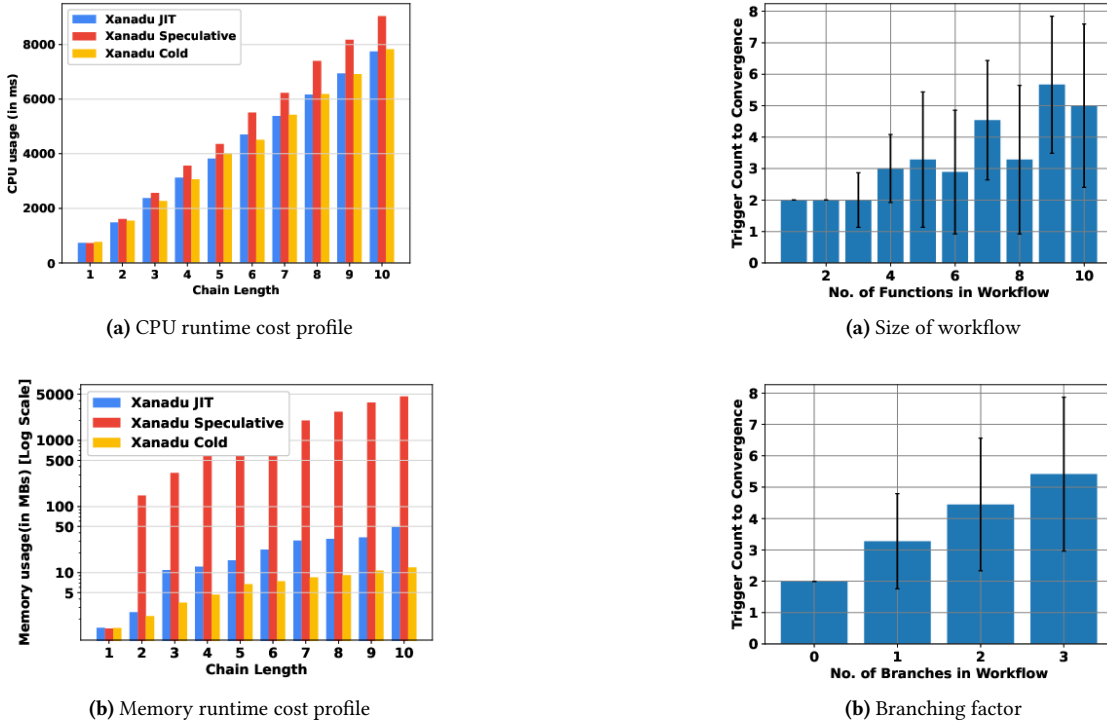 Xanadu JIT
Xanadu Speculative
Xanadu Cold
CPU usage (in ms)
8000
6000
4000
2000
0
1 2 3 4 5 6 7 8 9 10
Chain Length
(a) CPU runtime cost profile
Trigger Count to Convergence
8
7
6
5
4
3
2
1
0
2 4 6 8 10
No. of Functions in Workflow
(a) Size of workflow
Memory usage(in MBs) [Log Scale]
5000
1000
500
100
50
10
5
Xanadu JIT
Xanadu Speculative
Xanadu Cold
1 2 3 4 5 6 7 8 9 10
Chain Length
(b) Memory runtime cost profile
Trigger Count to Convergence
8
7
6
5
4
3
2
1
0
0 1 2 3
No. of Branches in Workflow
(b) Branching factor